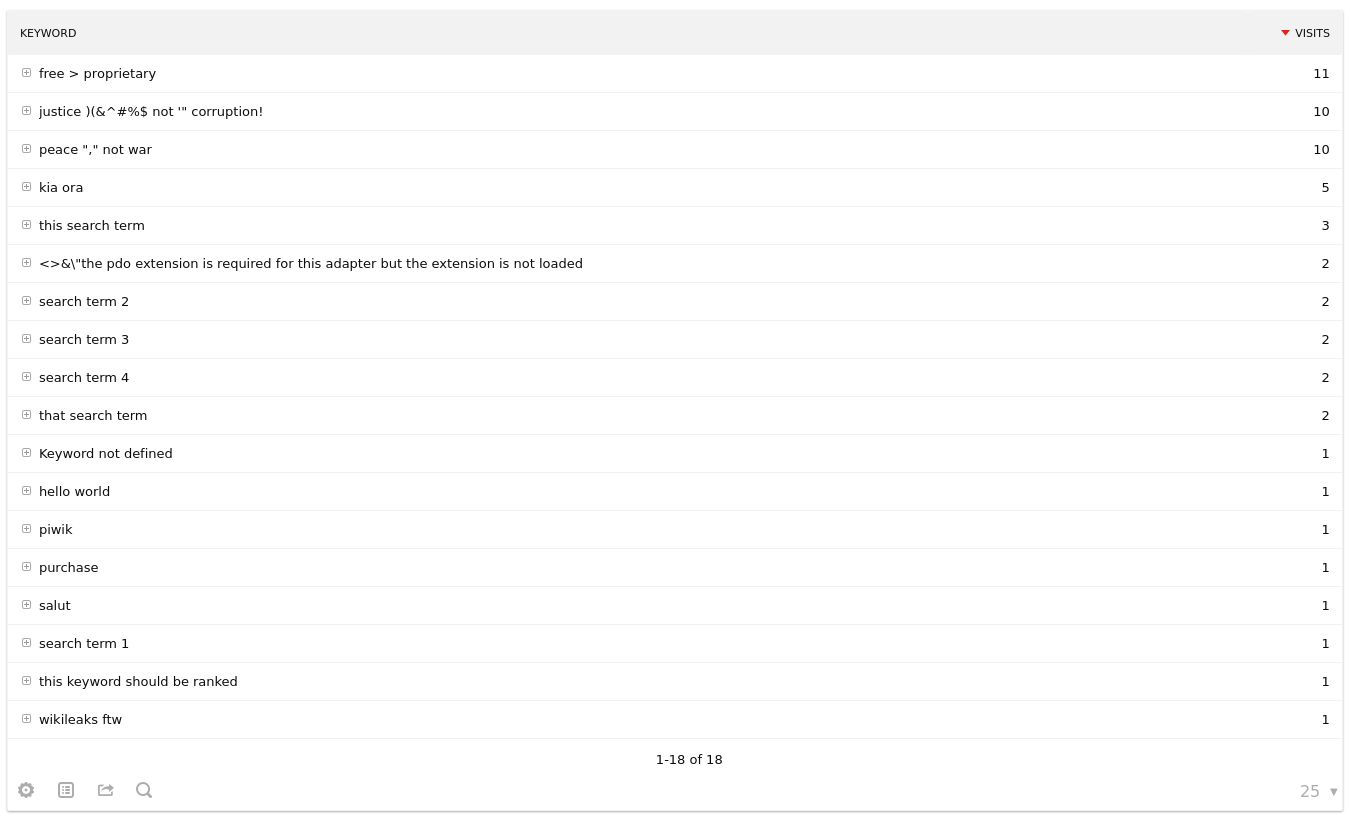 KEYWORD VISITS
free > proprietary 11
justice )(&^#%$ not '" corruption! 10
peace "," not war 10
kia ora 5
this search term 3
<>&\"the pdo extension is required for this adapter but the extension is not loaded 2
search term 2 2
search term 3 2
search term 4 2
that search term 2
Keyword not defined 1
hello world 1
piwik 1
purchase 1
salut 1
search term 1 1
this keyword should be ranked 1
wikileaks ftw 1
1-18 of 18
25